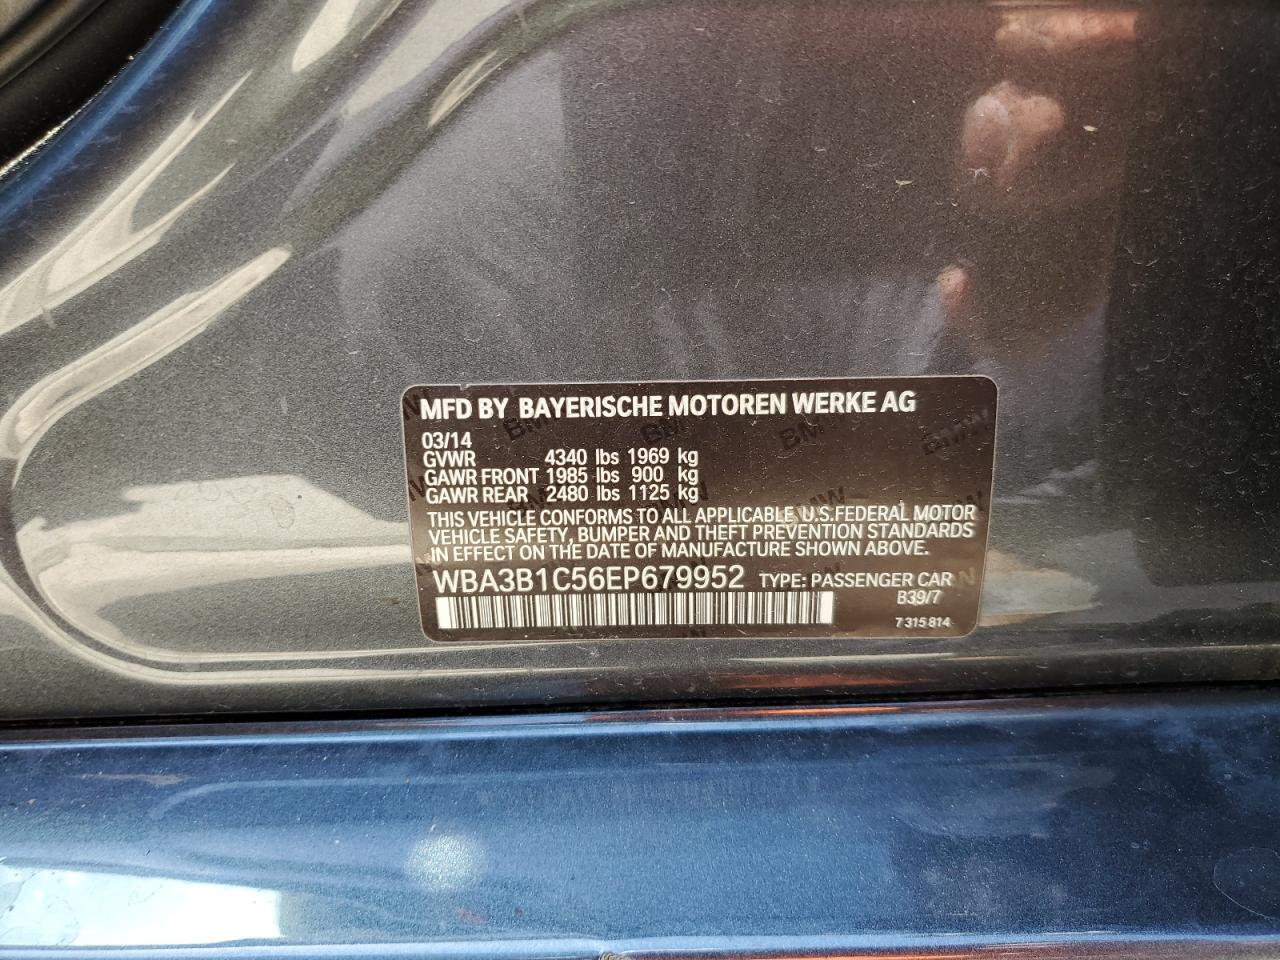 MFD BY BAYERISCHE MOTOREN WERKE AG
03/14
GVWR 4340 lbs 1969 kg
GAWR FRONT 1985 lbs 900 kg
GAWR REAR 2480 lbs 1125 kg
THIS VEHICLE CONFORMS TO ALL APPLICABLE U.S.FEDERAL MOTOR
VEHICLE SAFETY, BUMPER AND THEFT PREVENTION STANDARDS
IN EFFECT ON THE DATE OF MANUFACTURE SHOWN ABOVE.
WBA3B1C56EP679952 TYPE: PASSENGER CAR
B39/7
7 315 814